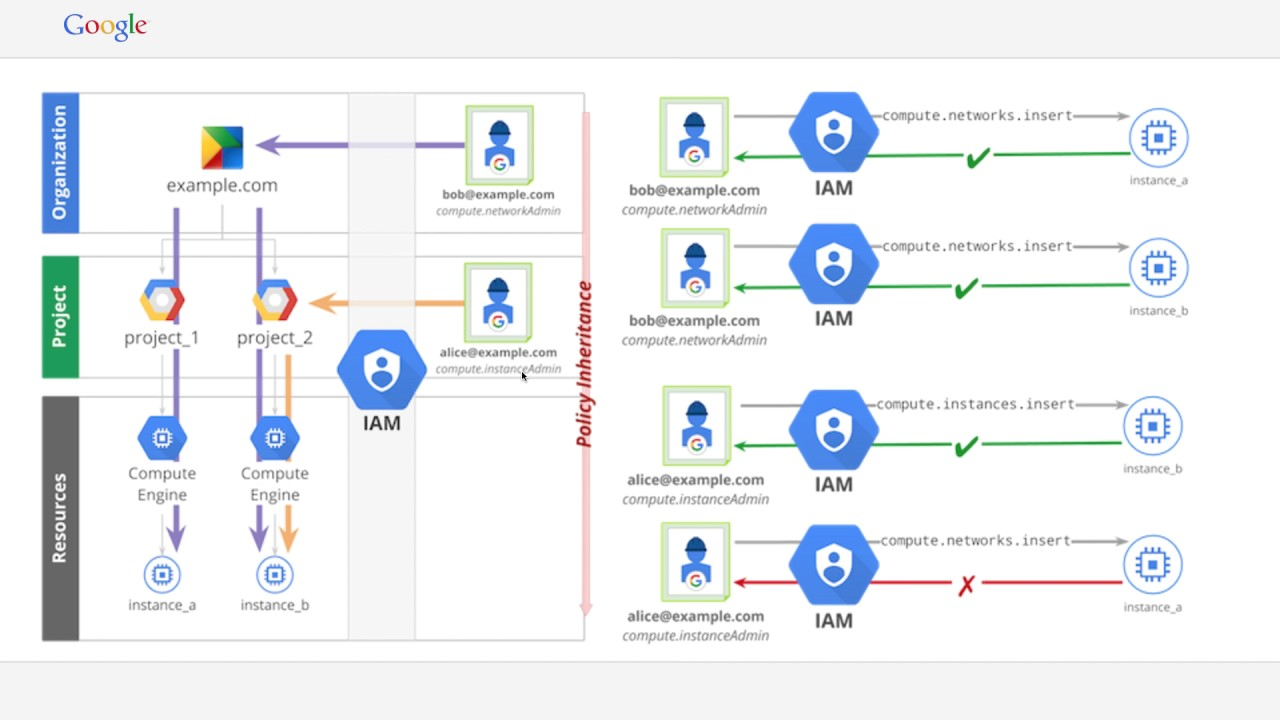 Google
Organization
example.com
bob@example.com
compute.networkAdmin
Project
project_1
project_2
alice@example.com
compute.instanceAdmin
IAM
Resources
Compute
Engine
Compute
Engine
instance_a
instance_b
Policy Inheritance
compute.networks.insert
bob@example.com
compute.networkAdmin
IAM
instance_a
compute.networks.insert
bob@example.com
compute.networkAdmin
IAM
instance_b
compute.instances.insert
alice@example.com
compute.instanceAdmin
IAM
instance_b
compute.networks.insert
alice@example.com
compute.instanceAdmin
IAM
instance_a